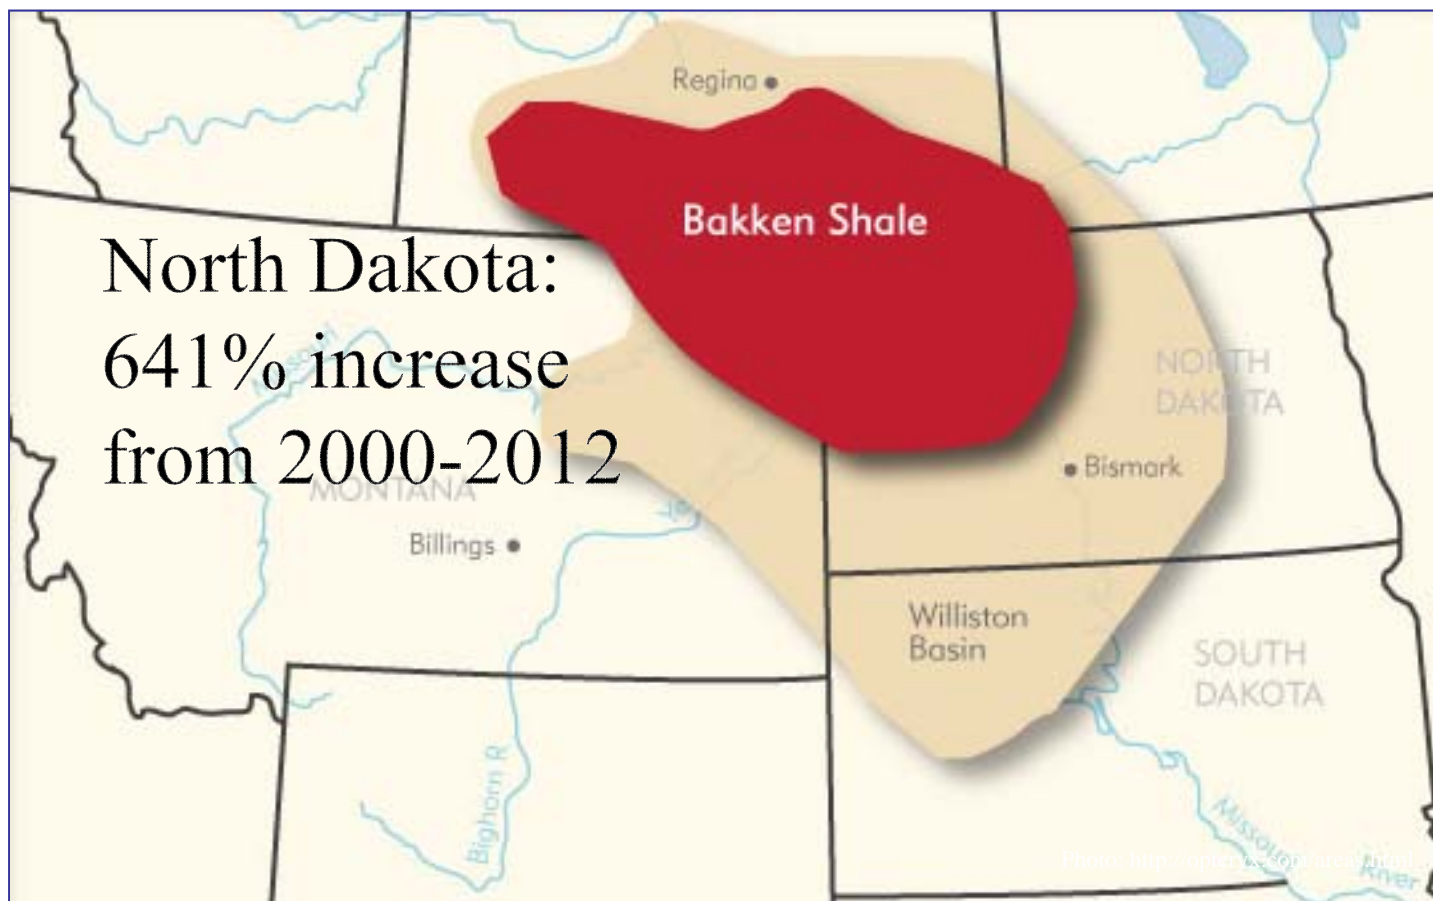 Regina
Bakken Shale
North Dakota:
641% increase
from 2000-2012
NORTH
DAKOTA
Bismark
MONTANA
Billings
Williston
Basin
SOUTH
DAKOTA
Bighorn R
Missouri
River